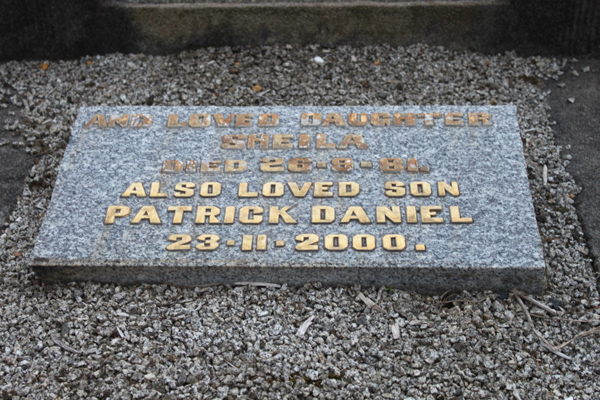 AND LOVED DAUGHTER
SHEILA
DIED 26-9-81.
ALSO LOVED SON
PATRICK DANIEL
23-11-2000.